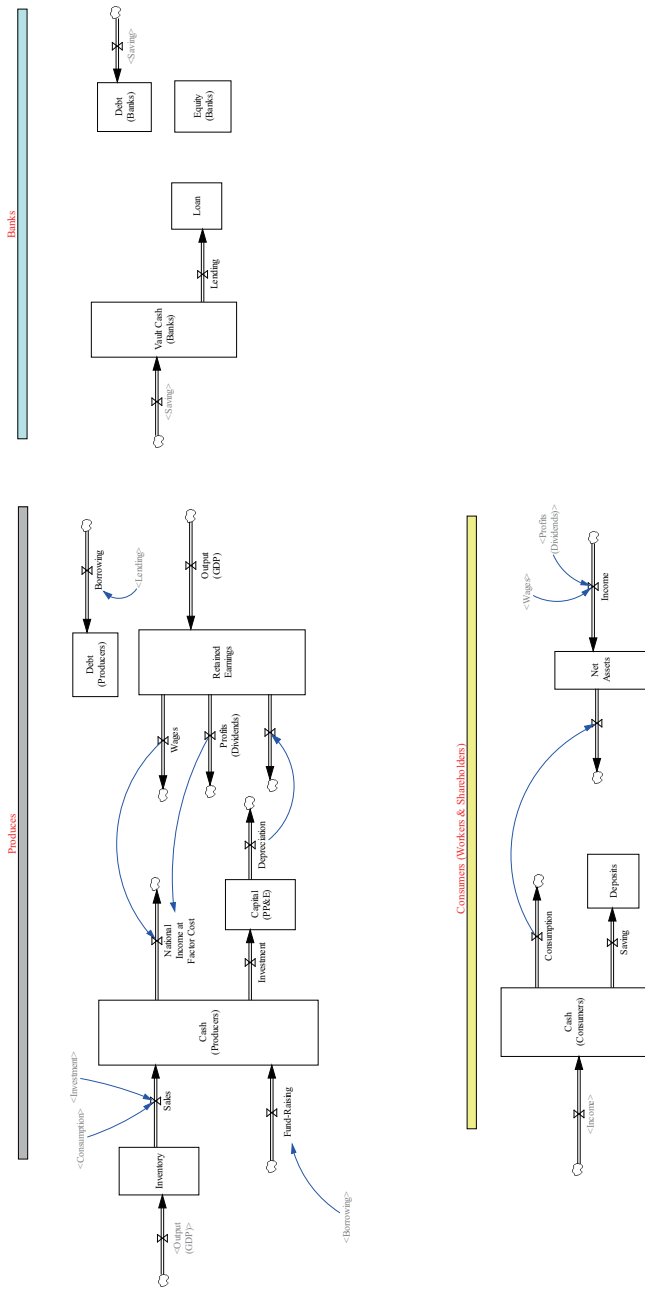 Produces
<Output
(GDP)>
Inventory
<Consumption>
<Investment>
Sales
<Borrowing>
Fund-Raising
Cash
(Producers)
National
Income at
Factor Cost
Investment
Capital
(PP&E)
Depreciation
Wages
Profits
(Dividends)
Retained
Earnings
Output
(GDP)
Debt
(Producers)
Borrowing
<Lending>
Banks
<Saving>
Vault Cash
(Banks)
Lending
Loan
Debt
(Banks)
<Saving>
Equity
(Banks)
Consumers (Workers & Shareholders)
<Income>
Cash
(Consumers)
Consumption
Saving
Deposits
Net
Assets
Income
<Wages>
<Profits
(Dividends)>